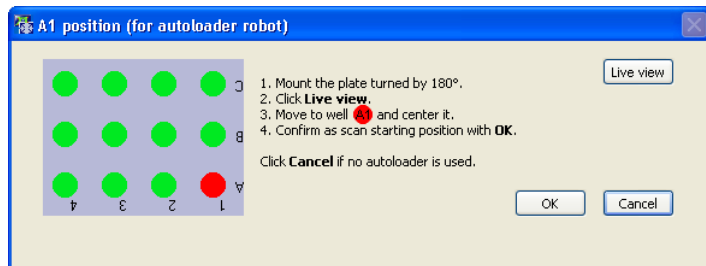 A1 position (for autoloader robot)
Live view
C
B
A
4 3 2 1
1. Mount the plate turned by 180°.
2. Click Live view.
3. Move to well A1 and center it.
4. Confirm as scan starting position with OK.
Click Cancel if no autoloader is used.
OK
Cancel